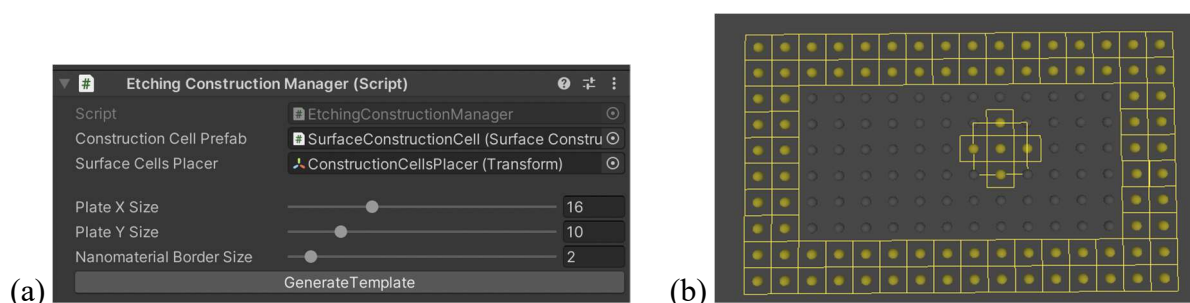 # Etching Construction Manager (Script)
Script # EtchingConstructionManager
Construction Cell Prefab # SurfaceConstructionCell (Surface Constru
Surface Cells Placer ConstructionCellsPlacer (Transform)
Plate X Size 16
Plate Y Size 10
Nanomaterial Border Size 2
GenerateTemplate
(a) (b)